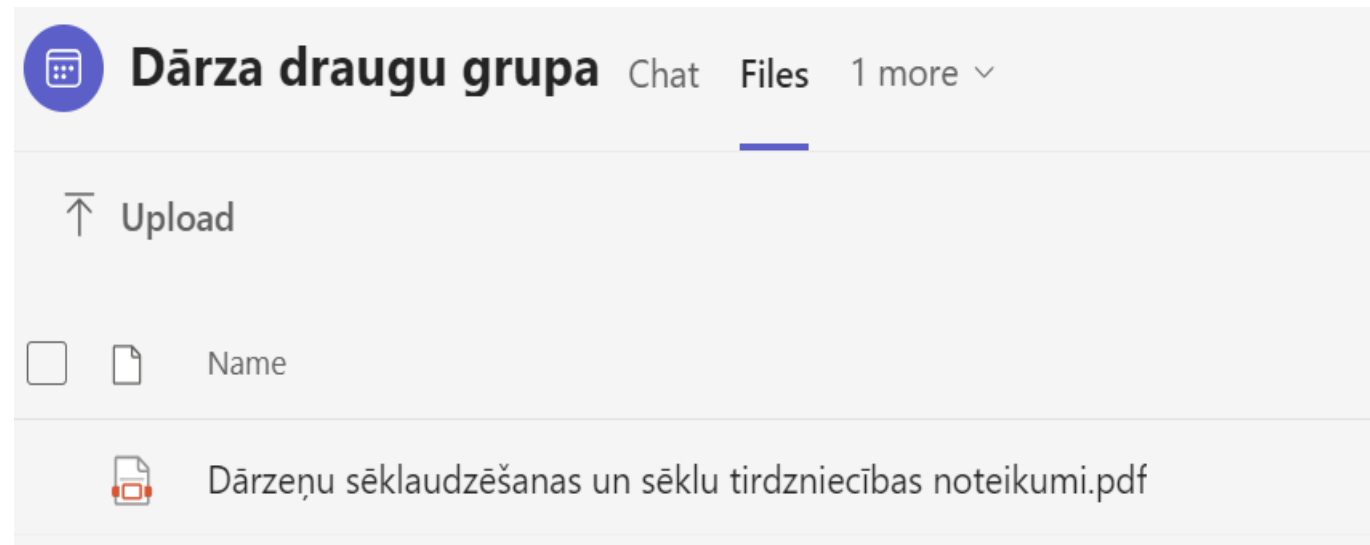 Dārza draugu grupa Chat Files 1 more
Upload
Name
Dārzeņu sēklaudzēšanas un sēklu tirdzniecības noteikumi.pdf